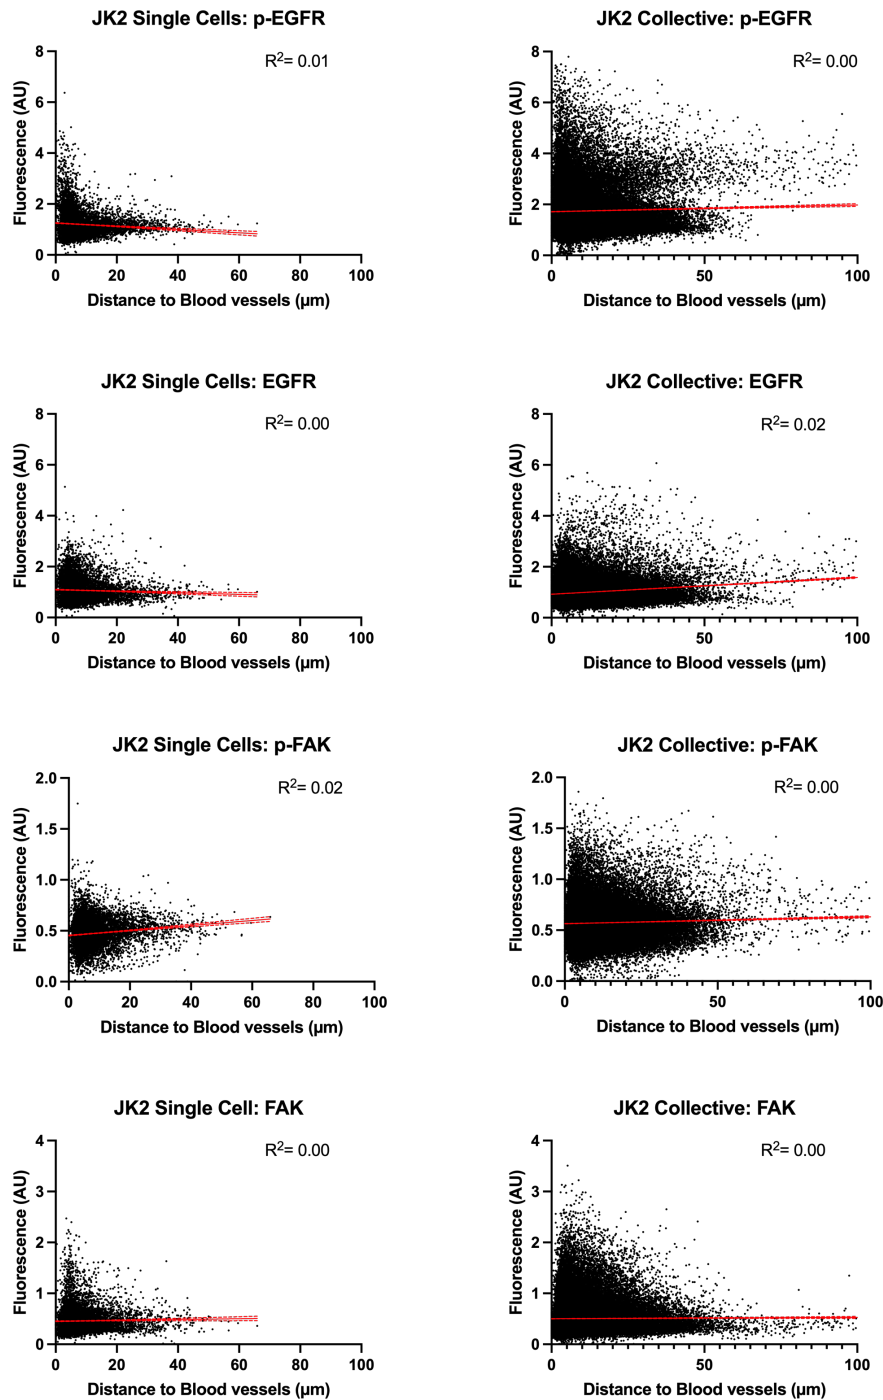 JK2 Single Cells: p-EGFR
R²= 0.01
8
6
4
2
0
Fluorescence (AU)
0 20 40 60 80 100
Distance to Blood vessels (µm)
JK2 Collective: p-EGFR
R²= 0.00
8
6
4
2
0
Fluorescence (AU)
0 50 100
Distance to Blood vessels (µm)
JK2 Single Cells: EGFR
R²= 0.00
8
6
4
2
0
Fluorescence (AU)
0 20 40 60 80 100
Distance to Blood vessels (µm)
JK2 Collective: EGFR
R²= 0.02
8
6
4
2
0
Fluorescence (AU)
0 50 100
Distance to Blood vessels (µm)
JK2 Single Cells: p-FAK
R²= 0.02
2.0
1.5
1.0
0.5
0.0
Fluorescence (AU)
0 20 40 60 80 100
Distance to Blood vessels (µm)
JK2 Collective: p-FAK
R²= 0.00
2.0
1.5
1.0
0.5
0.0
Fluorescence (AU)
0 50 100
Distance to Blood vessels (µm)
JK2 Single Cell: FAK
R²= 0.00
4
3
2
1
0
Fluorescence (AU)
0 20 40 60 80 100
Distance to Blood vessels (µm)
JK2 Collective: FAK
R²= 0.00
4
3
2
1
0
Fluorescence (AU)
0 50 100
Distance to Blood vessels (µm)